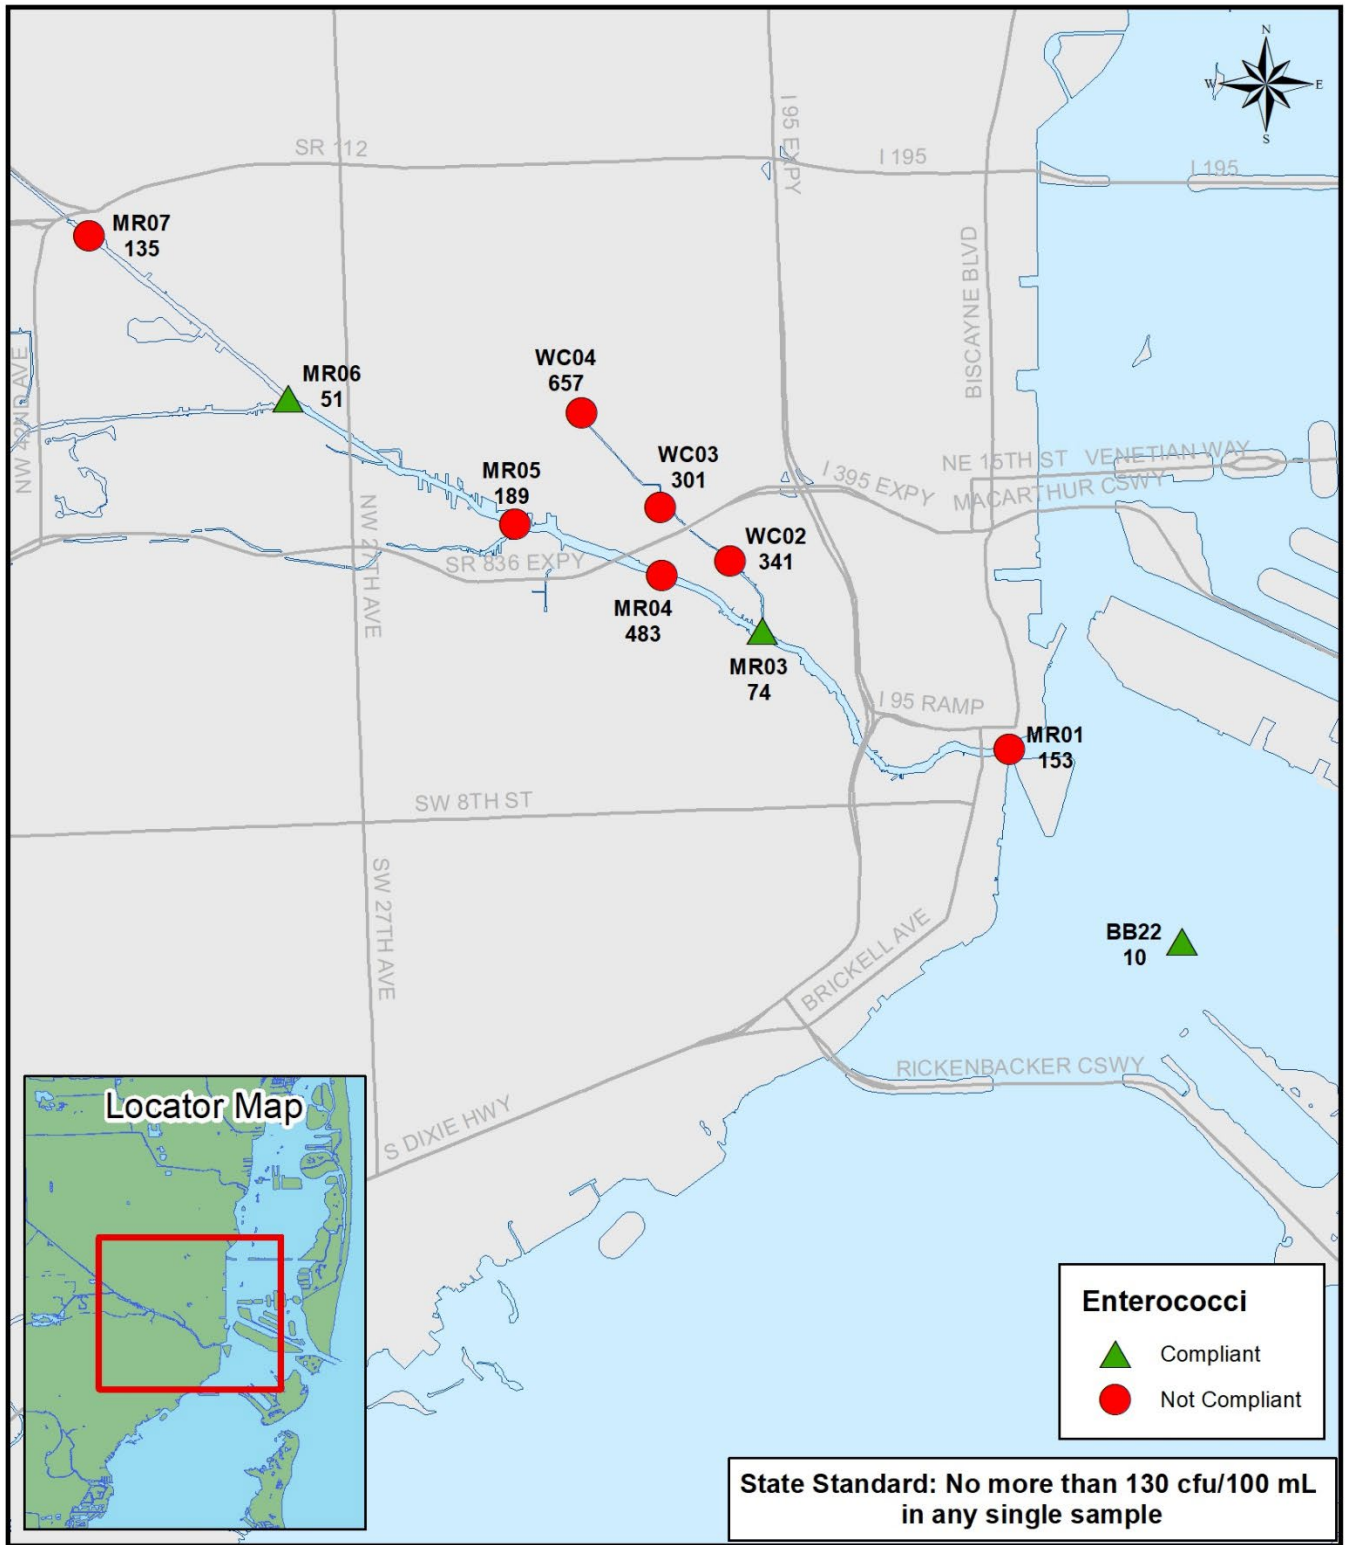 N
W
E
S
I 95 EXPY
SR 112
I 195
I 195
MR07
135
BISCAYNE BLVD
NW 42ND AVE
MR06
51
WC04
657
WC03
301
MR05
189
NE 15TH ST VENETIAN WAY
I 395 EXPY
MACARTHUR CSWY
NW 27TH AVE
SR 836 EXPY
WC02
341
MR04
483
MR03
74
I 95 RAMP
MR01
153
SW 8TH ST
SW 27TH AVE
BRICKELL AVE
BB22
10
RICKENBACKER CSWY
S DIXIE HWY
Locator Map
Enterococci
Compliant
Not Compliant
State Standard: No more than 130 cfu/100 mL
in any single sample